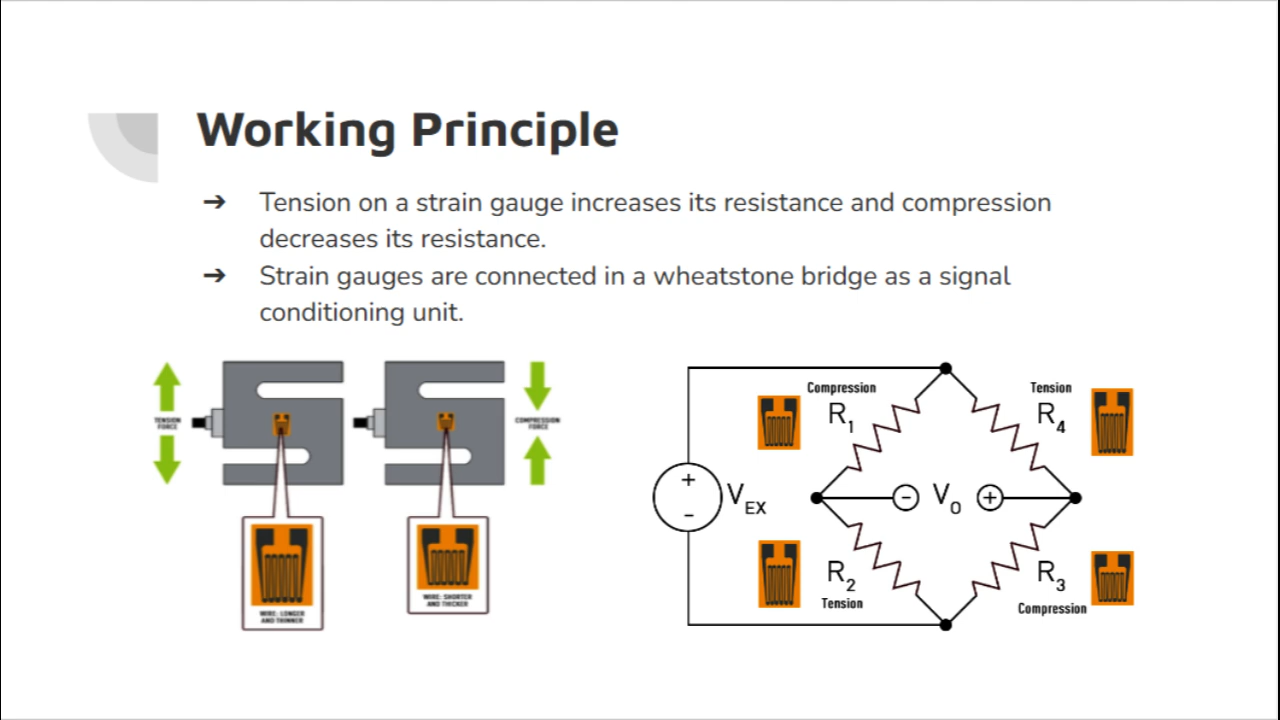 Working Principle
➔ Tension on a strain gauge increases its resistance and compression
decreases its resistance.
➔ Strain gauges are connected in a wheatstone bridge as a signal
conditioning unit.
TENSION
FORCE
COMPRESSION
FORCE
WIRE: LONGER
AND THINNER
WIRE: SHORTER
AND THICKER
Compression
R1
Tension
R4
+
-
VEX
- VO +
R2
Tension
R3
Compression